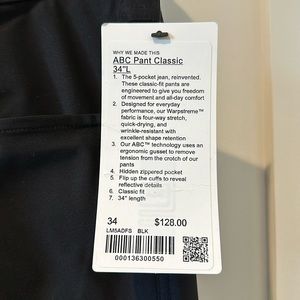 WHY WE MADE THIS
ABC Pant Classic
34"L
1. The 5-pocket jean, reinvented.
These classic-fit pants are
engineered to give you freedom
of movement and all-day comfort
2. Designed for everyday
performance, our Warpstreme™
fabric is four-way stretch,
quick-drying, and
wrinkle-resistant with
excellent shape retention
3. Our ABC™ technology uses an
ergonomic gusset to remove
tension from the crotch of our
pants
4. Hidden zippered pocket
5. Flip up the cuffs to reveal
reflective details
6. Classic fit
7. 34" length
34 $128.00
LM5ADFS BLK
000136300550